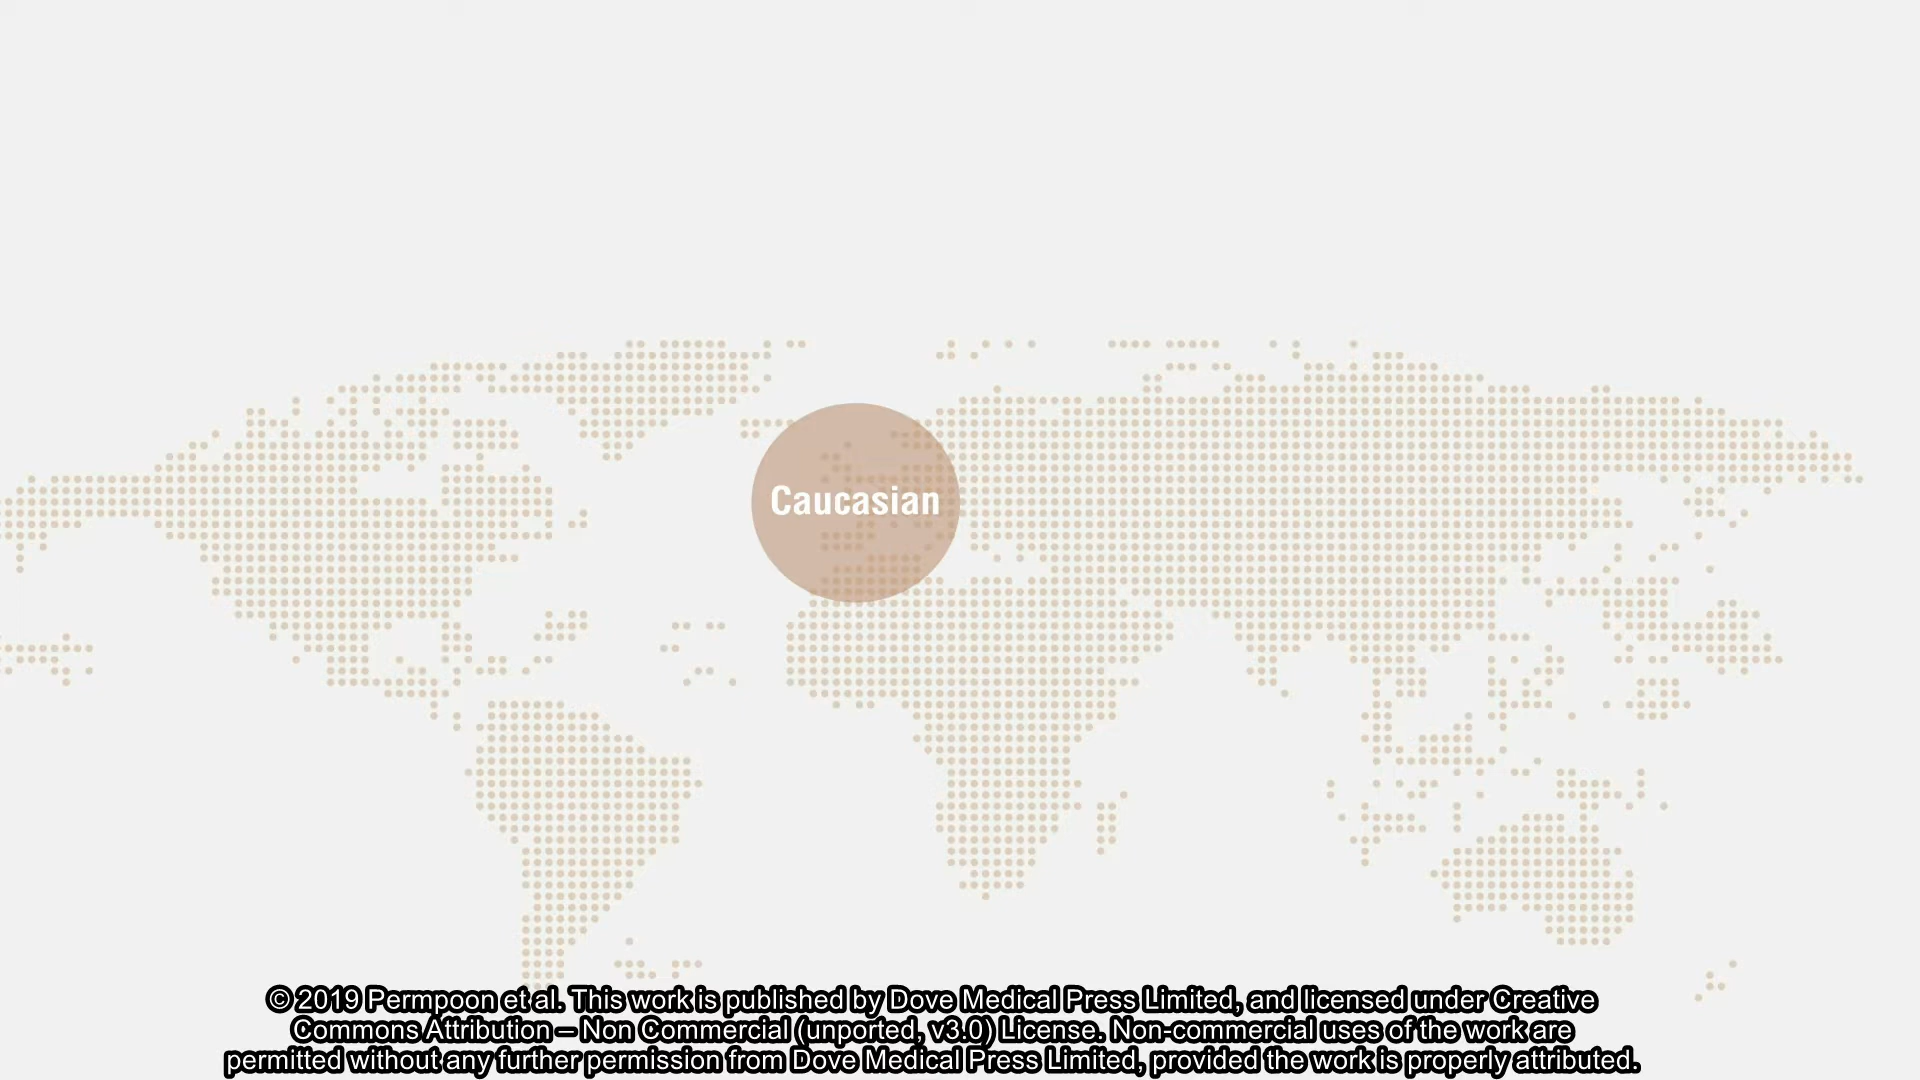 Caucasian
© 2019 Permpoon et al. This work is published by Dove Medical Press Limited, and licensed under Creative
Commons Attribution – Non Commercial (unported, v3.0) License. Non-commercial uses of the work are
permitted without any further permission from Dove Medical Press Limited, provided the work is properly attributed.